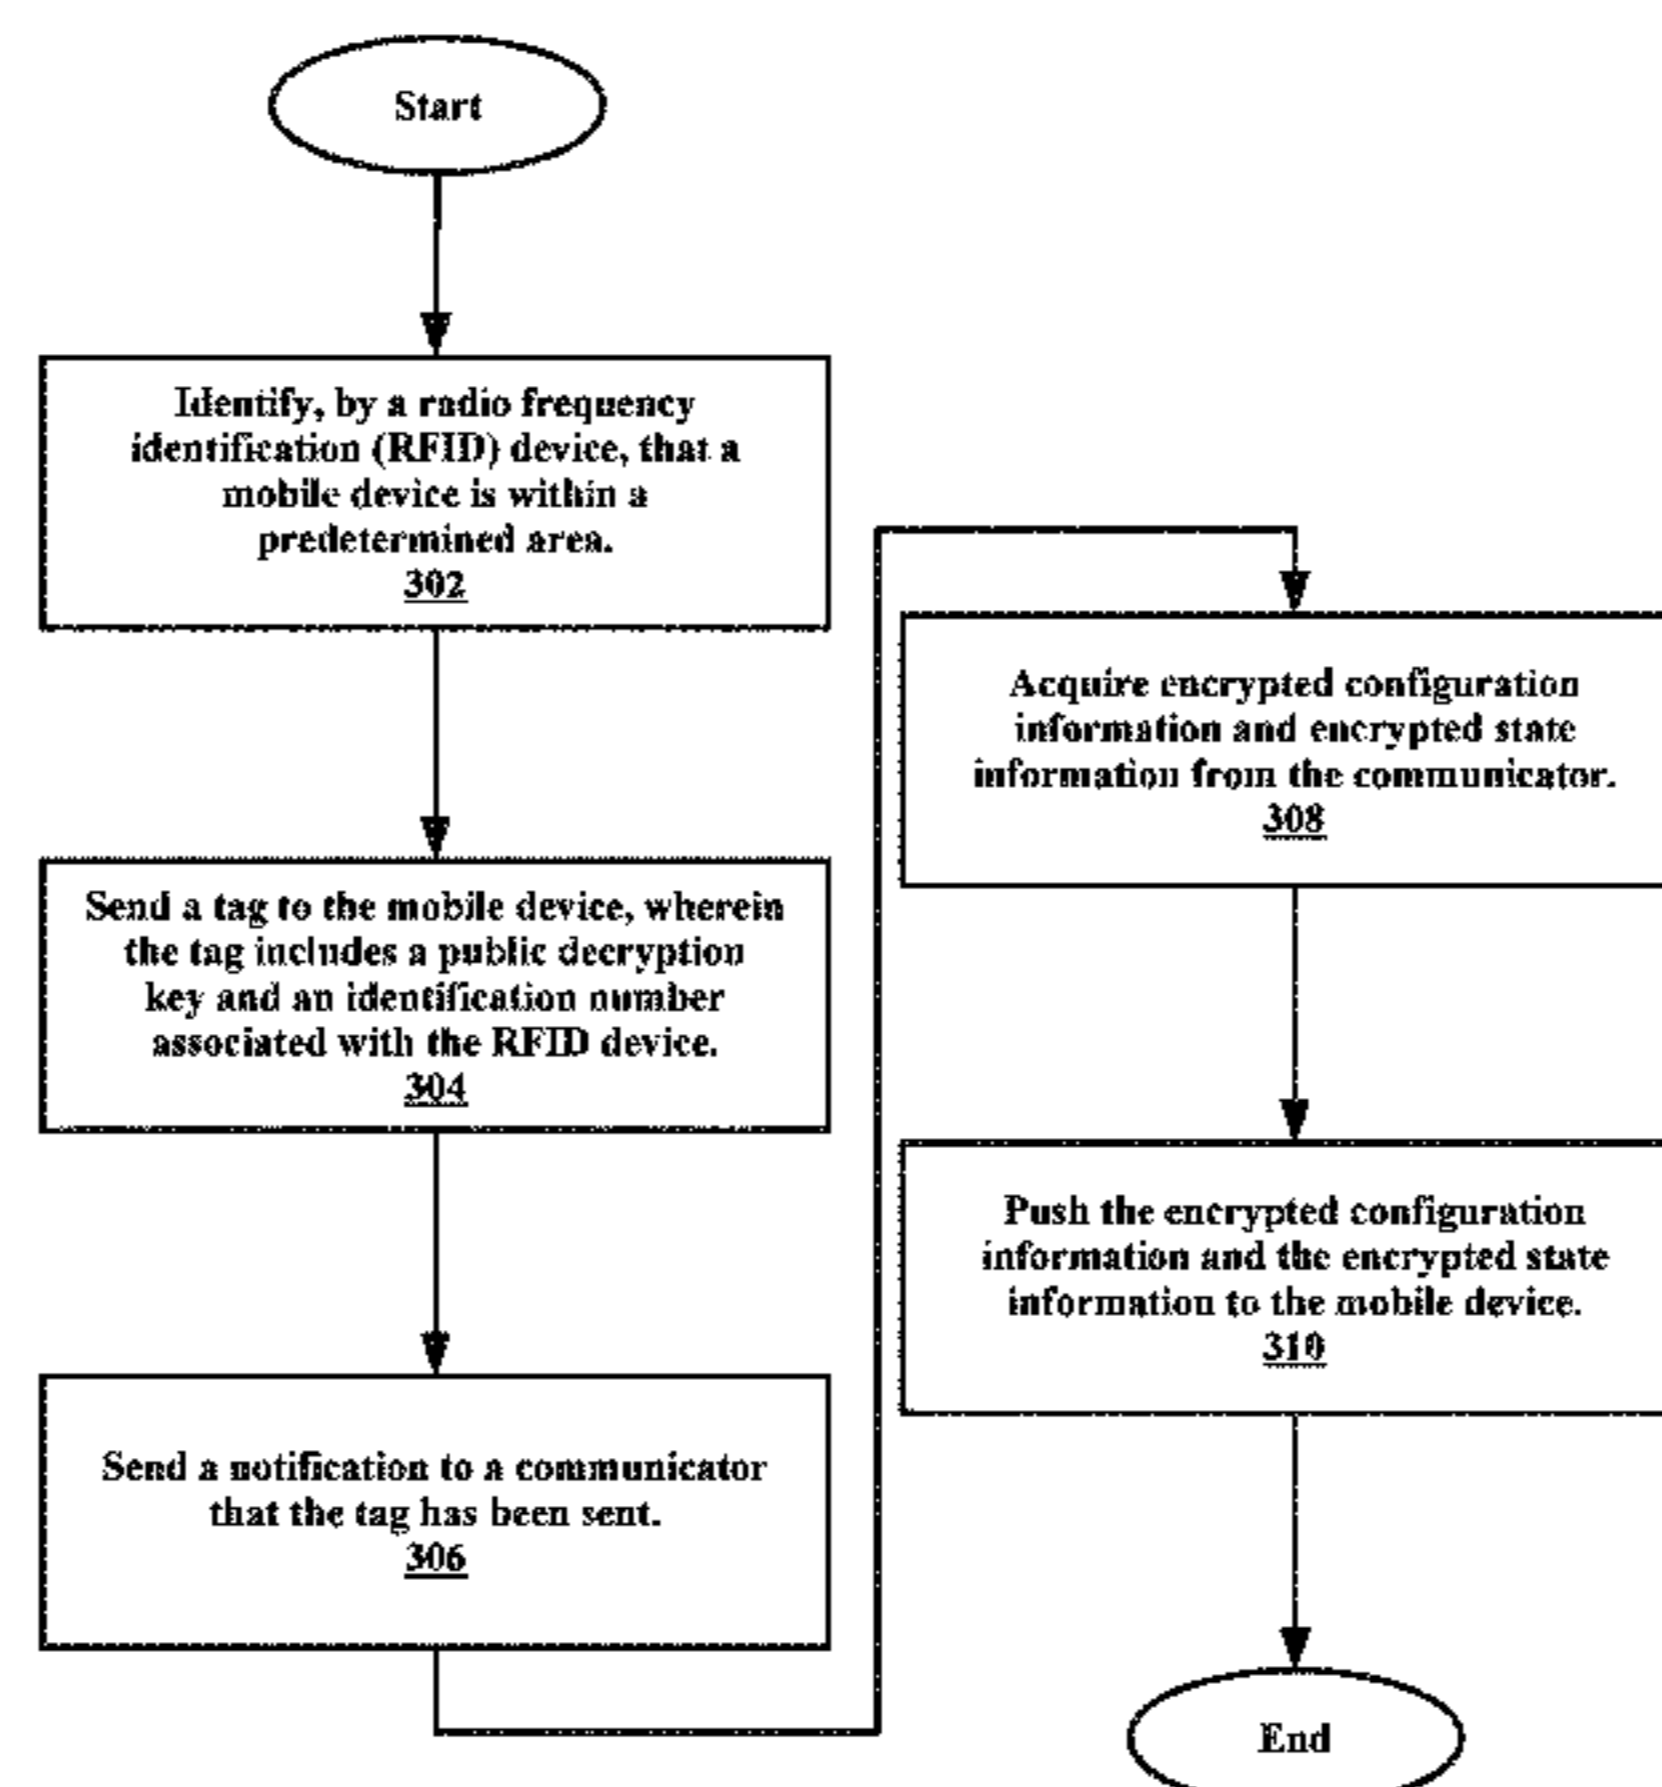 Start
Identify, by a radio frequency
identification (RFID) device, that a
mobile device is within a
predetermined area.
302
Send a tag to the mobile device, wherein
the tag includes a public decryption
key and an identification number
associated with the RFID device.
304
Send a notification to a communicator
that the tag has been sent.
306
Acquire encrypted configuration
information and encrypted state
information from the communicator.
308
Push the encrypted configuration
information and the encrypted state
information to the mobile device.
310
End